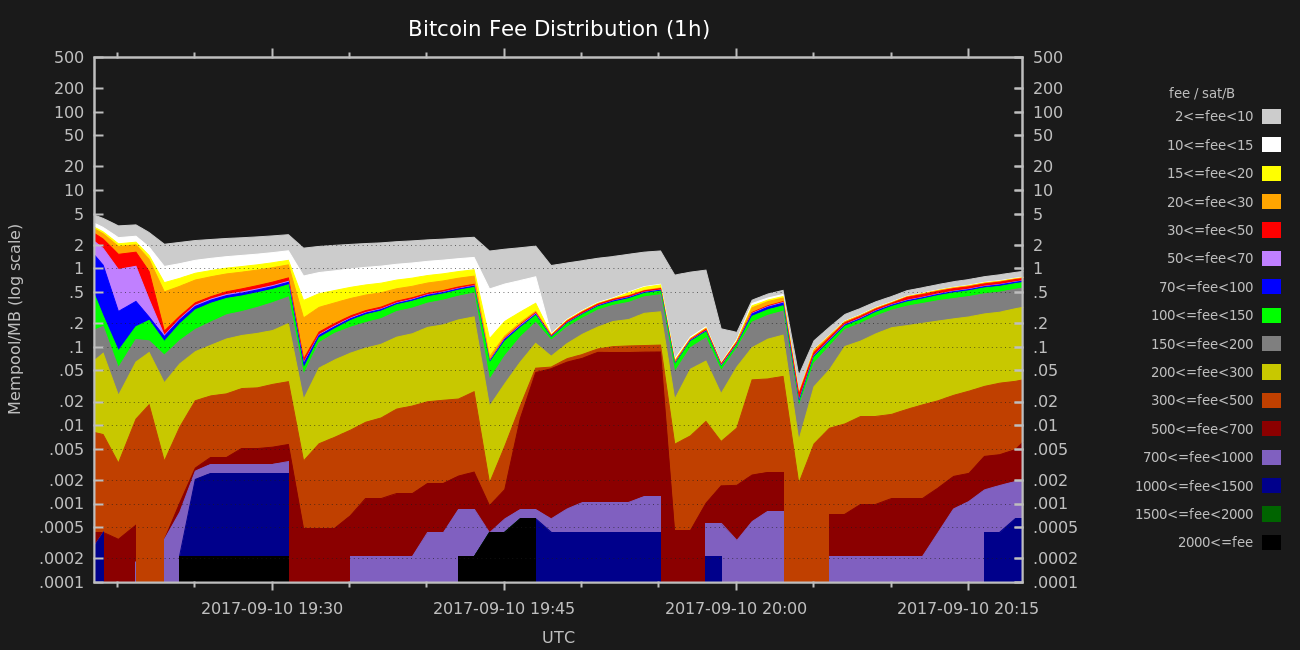 Bitcoin Fee Distribution (1h)
Mempool/MB (log scale)
500
200
100
50
20
10
5
2
1
.5
.2
.1
.05
.02
.01
.005
.002
.001
.0005
.0002
.0001
500
200
100
50
20
10
5
2
1
.5
.2
.1
.05
.02
.01
.005
.002
.001
.0005
.0002
.0001
fee / sat/B
2<=fee<10
10<=fee<15
15<=fee<20
20<=fee<30
30<=fee<50
50<=fee<70
70<=fee<100
100<=fee<150
150<=fee<200
200<=fee<300
300<=fee<500
500<=fee<700
700<=fee<1000
1000<=fee<1500
1500<=fee<2000
2000<=fee
2017-09-10 19:30 2017-09-10 19:45 2017-09-10 20:00 2017-09-10 20:15
UTC